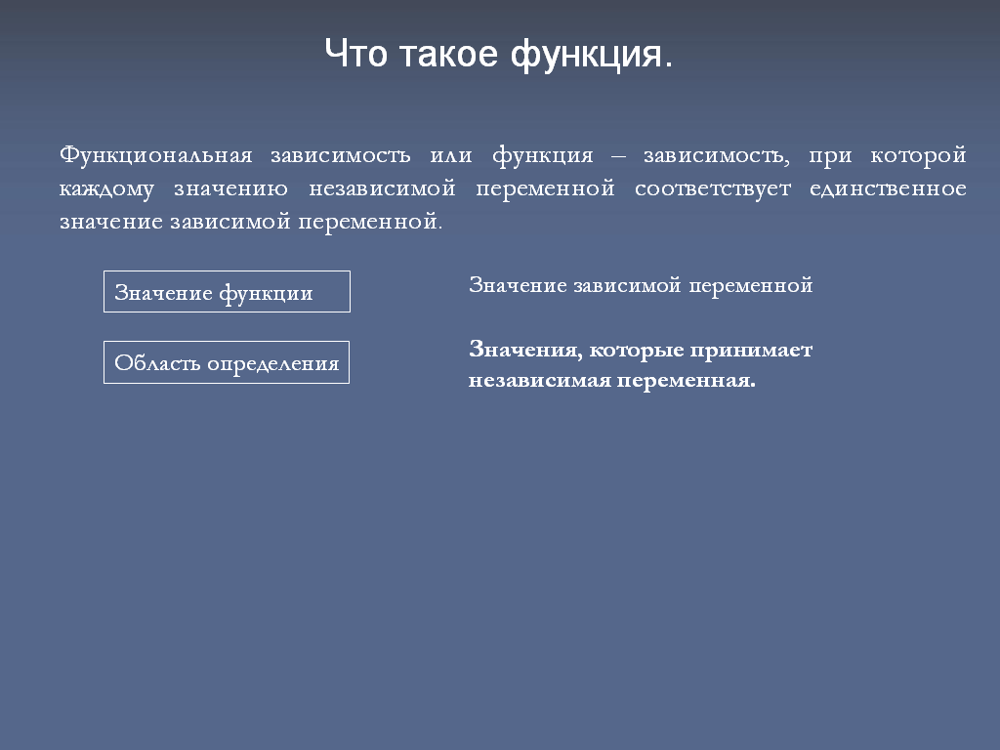 Что такое функция.
Функциональная зависимость или функция – зависимость, при которой
каждому значению независимой переменной соответствует единственное
значение зависимой переменной.
Значение функции
Значение зависимой переменной
Область определения
Значения, которые принимает
независимая переменная.